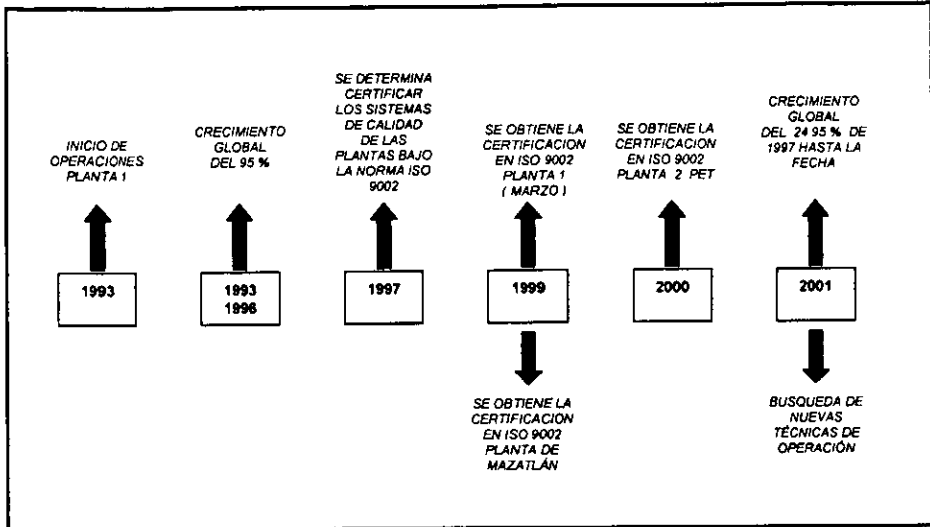 INICIO DE
OPERACIONES
PLANTA 1
CRECIMIENTO
GLOBAL
DEL 95 %
SE DETERMINA
CERTIFICAR
LOS SISTEMAS
DE CALIDAD
DE LAS
PLANTAS BAJO
LA NORMA ISO
9002
SE OBTIENE LA
CERTIFICACION
EN ISO 9002
PLANTA 1
( MARZO )
SE OBTIENE LA
CERTIFICACION
EN ISO 9002
PLANTA 2 PET
CRECIMIENTO
GLOBAL
DEL 24 95 % DE
1997 HASTA LA
FECHA
1993
1993
1996
1997
1999
2000
2001
SE OBTIENE LA
CERTIFICACION
EN ISO 9002
PLANTA DE
MAZATLÁN
BUSQUEDA DE
NUEVAS
TÉCNICAS DE
OPERACIÓN